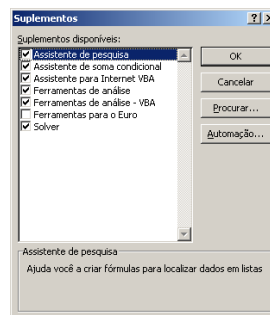 Suplementos
Suplementos disponíveis:
Assistente de pesquisa
Assistente de soma condicional
Assistente para Internet VBA
Ferramentas de análise
Ferramentas de análise - VBA
Ferramentas para o Euro
Solver
OK
Cancelar
Procurar...
Automação...
Assistente de pesquisa
Ajuda você a criar fórmulas para localizar dados em listas